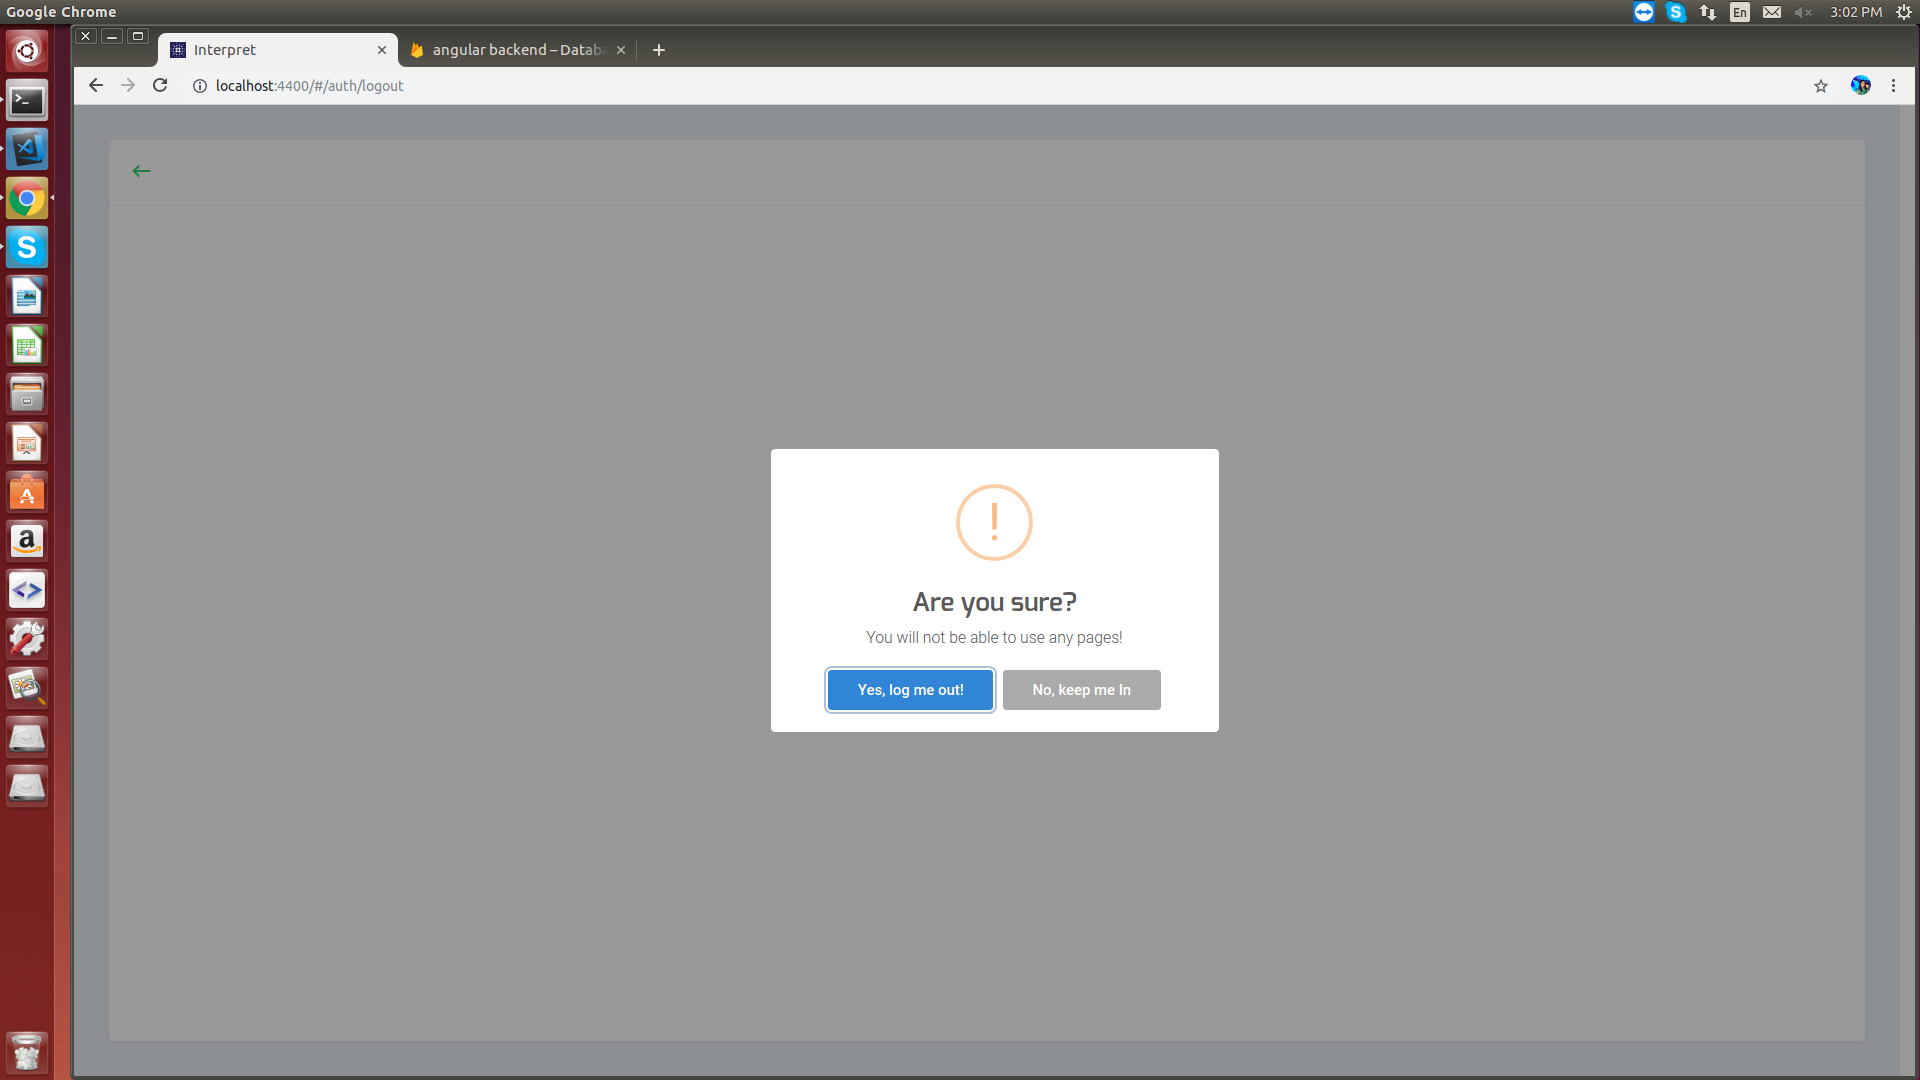 Google Chrome
En
3:02 PM
Interpret
angular backend – Databa
localhost:4400/#/auth/logout
!
Are you sure?
You will not be able to use any pages!
Yes, log me out!
No, keep me In